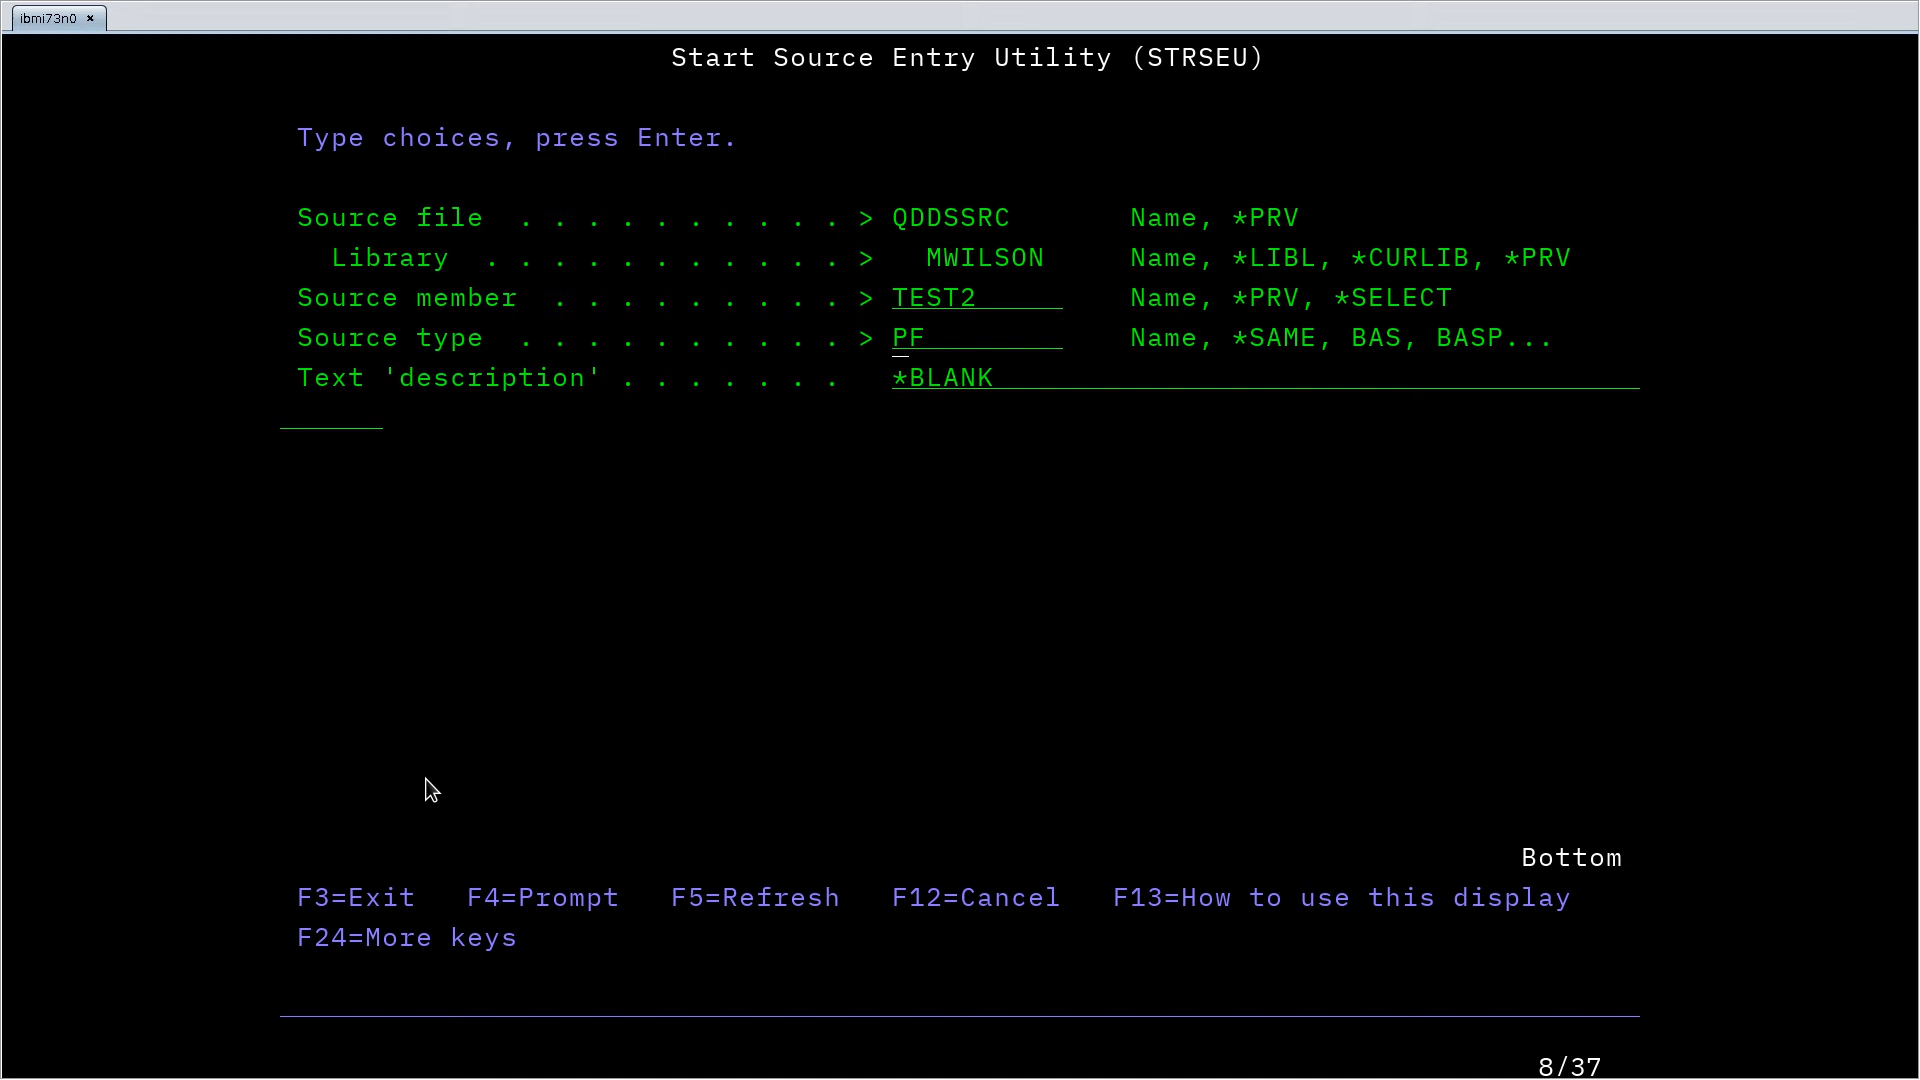 ibmi73n0 ×
Start Source Entry Utility (STRSEU)
Type choices, press Enter.
Source file  . . . . . . . . . . > QDDSSRC       Name, *PRV
  Library  . . . . . . . . . . . >   MWILSON     Name, *LIBL, *CURLIB, *PRV
Source member  . . . . . . . . . > TEST2         Name, *PRV, *SELECT
Source type  . . . . . . . . . . > PF            Name, *SAME, BAS, BASP...
Text 'description' . . . . . . .   *BLANK
Bottom
F3=Exit   F4=Prompt   F5=Refresh   F12=Cancel   F13=How to use this display
F24=More keys
8/37